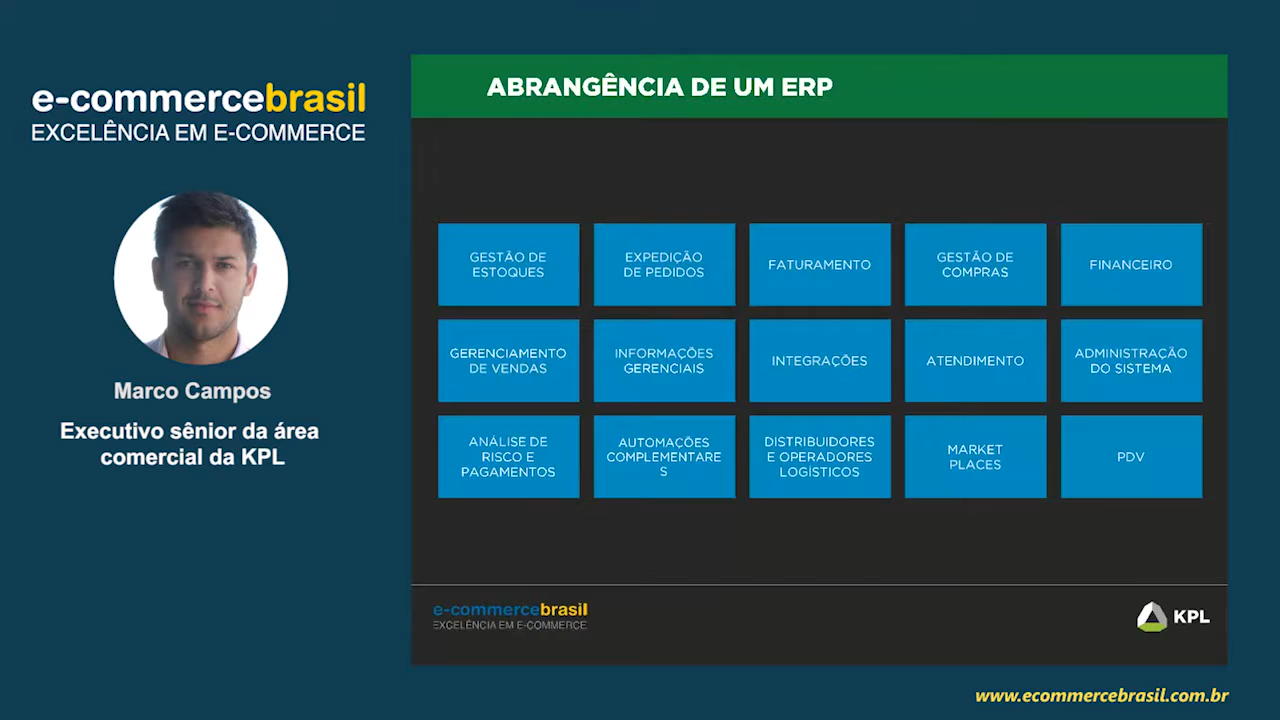 e-commercebrasil
EXCELÊNCIA EM E-COMMERCE
Marco Campos
Executivo sênior da área
comercial da KPL
ABRANGÊNCIA DE UM ERP
GESTÃO DE
ESTOQUES
EXPEDIÇÃO
DE PEDIDOS
FATURAMENTO
GESTÃO DE
COMPRAS
FINANCEIRO
GERENCIAMENTO
DE VENDAS
INFORMAÇÕES
GERENCIAIS
INTEGRAÇÕES
ATENDIMENTO
ADMINISTRAÇÃO
DO SISTEMA
ANÁLISE DE
RISCO E
PAGAMENTOS
AUTOMAÇÕES
COMPLEMENTARE
S
DISTRIBUIDORES
E OPERADORES
LOGÍSTICOS
MARKET
PLACES
PDV
e-commercebrasil
EXCELÊNCIA EM E-COMMERCE
KPL
www.ecommercebrasil.com.br